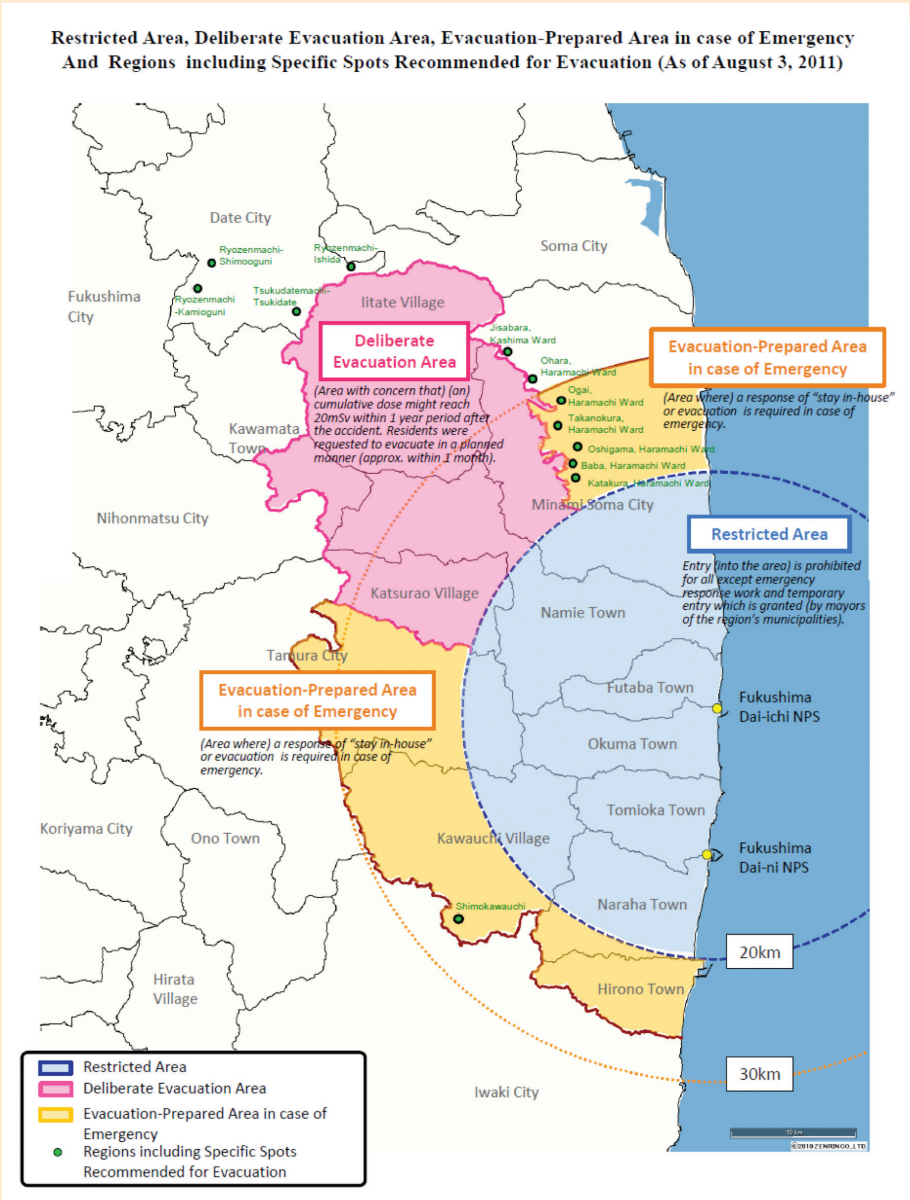 Restricted Area, Deliberate Evacuation Area, Evacuation-Prepared Area in case of Emergency
And Regions including Specific Spots Recommended for Evacuation (As of August 3, 2011)
Date City
Soma City
Ryozenmachi-
Shimooguni
Ryozenmachi-
Ishida
Fukushima
City
Ryozenmachi
-Kamioguni
Tsukudatemachi-
Tsukidate
Iitate Village
Deliberate
Evacuation Area
(Area with concern that) (an)
cumulative dose might reach
20mSv within 1 year period after
the accident. Residents were
requested to evacuate in a planned
manner (approx. within 1 month).
Jisabara,
Kashima Ward
Ohara,
Haramachi Ward
Ogai,
Haramachi Ward
Takanokura,
Haramachi Ward
Oshigama, Haramachi Ward
Baba, Haramachi Ward
Katakura, Haramachi Ward
Evacuation-Prepared Area
in case of Emergency
(Area where) a response of “stay in-house”
or evacuation is required in case of
emergency.
Kawamata
Town
Nihonmatsu City
Minami Soma City
Restricted Area
Entry (into the area) is prohibited
for all except emergency
response work and temporary
entry which is granted (by mayors
of the region's municipalities).
Katsurao Village
Namie Town
Tamura City
Evacuation-Prepared Area
in case of Emergency
(Area where) a response of “stay in-house”
or evacuation is required in case of
emergency.
Futaba Town
Fukushima
Dai-ichi NPS
Okuma Town
Tomioka Town
Koriyama City
Ono Town
Kawauchi Village
Fukushima
Dai-ni NPS
Shimokawauchi
Naraha Town
20km
Hirata
Village
Hirono Town
30km
Iwaki City
Restricted Area
Deliberate Evacuation Area
Evacuation-Prepared Area in case of
Emergency
Regions including Specific Spots
Recommended for Evacuation
10 km
©2010 ZENRIN CO.,LTD.